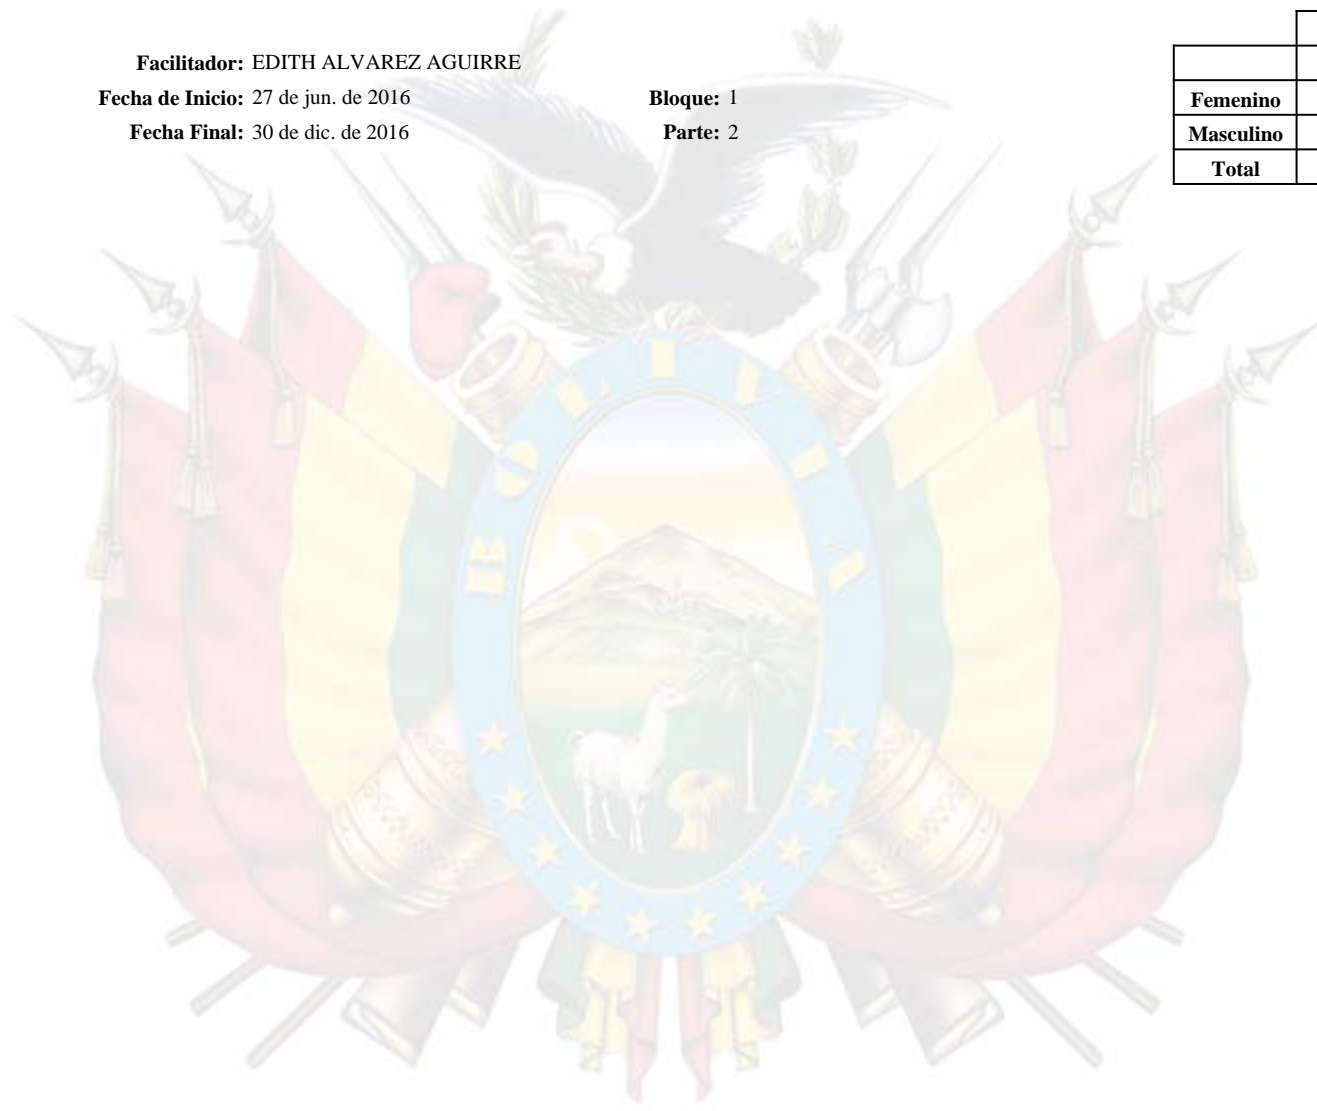 Facilitador: EDITH ALVAREZ AGUIRRE
Fecha de Inicio: 27 de jun. de 2016 Bloque: 1
Fecha Final: 30 de dic. de 2016 Parte: 2
Femenino
Masculino
Total
BOLIVIA